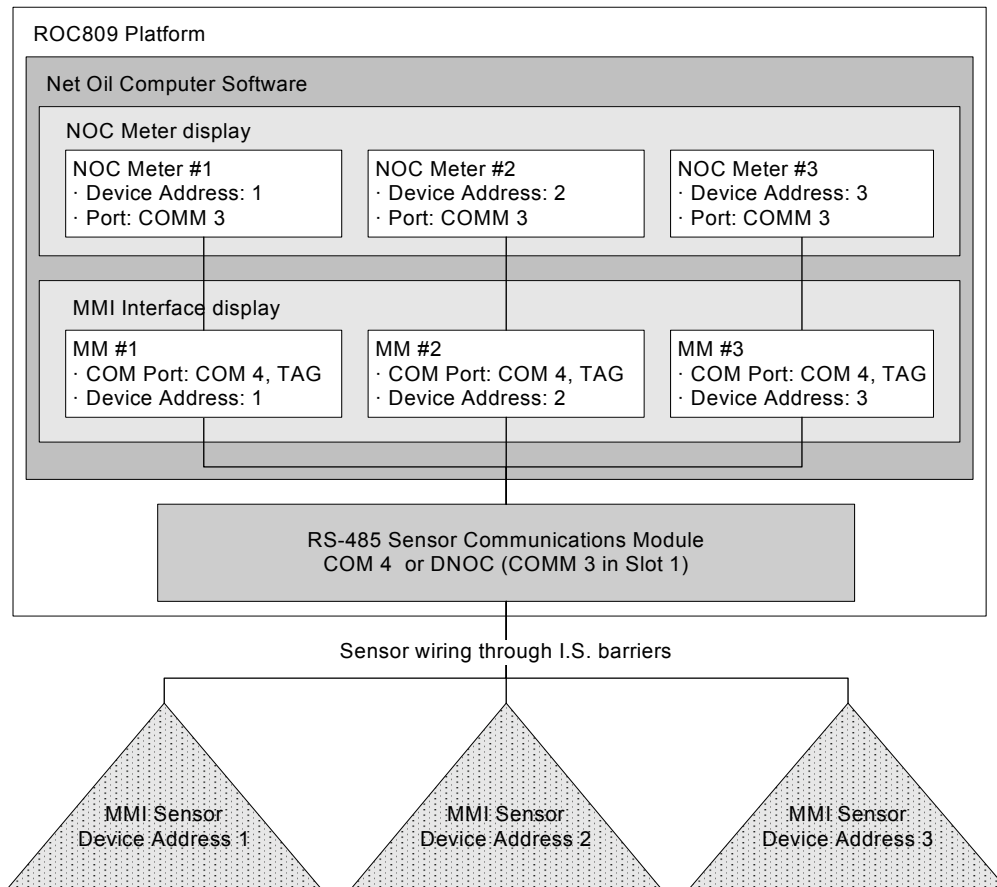 ROC809 Platform
Net Oil Computer Software
NOC Meter display
NOC Meter #1
· Device Address: 1
· Port: COMM 3
NOC Meter #2
· Device Address: 2
· Port: COMM 3
NOC Meter #3
· Device Address: 3
· Port: COMM 3
MMI Interface display
MM #1
· COM Port: COM 4, TAG
· Device Address: 1
MM #2
· COM Port: COM 4, TAG
· Device Address: 2
MM #3
· COM Port: COM 4, TAG
· Device Address: 3
RS-485 Sensor Communications Module
COM 4 or DNOC (COMM 3 in Slot 1)
Sensor wiring through I.S. barriers
MMI Sensor
Device Address 1
MMI Sensor
Device Address 2
MMI Sensor
Device Address 3